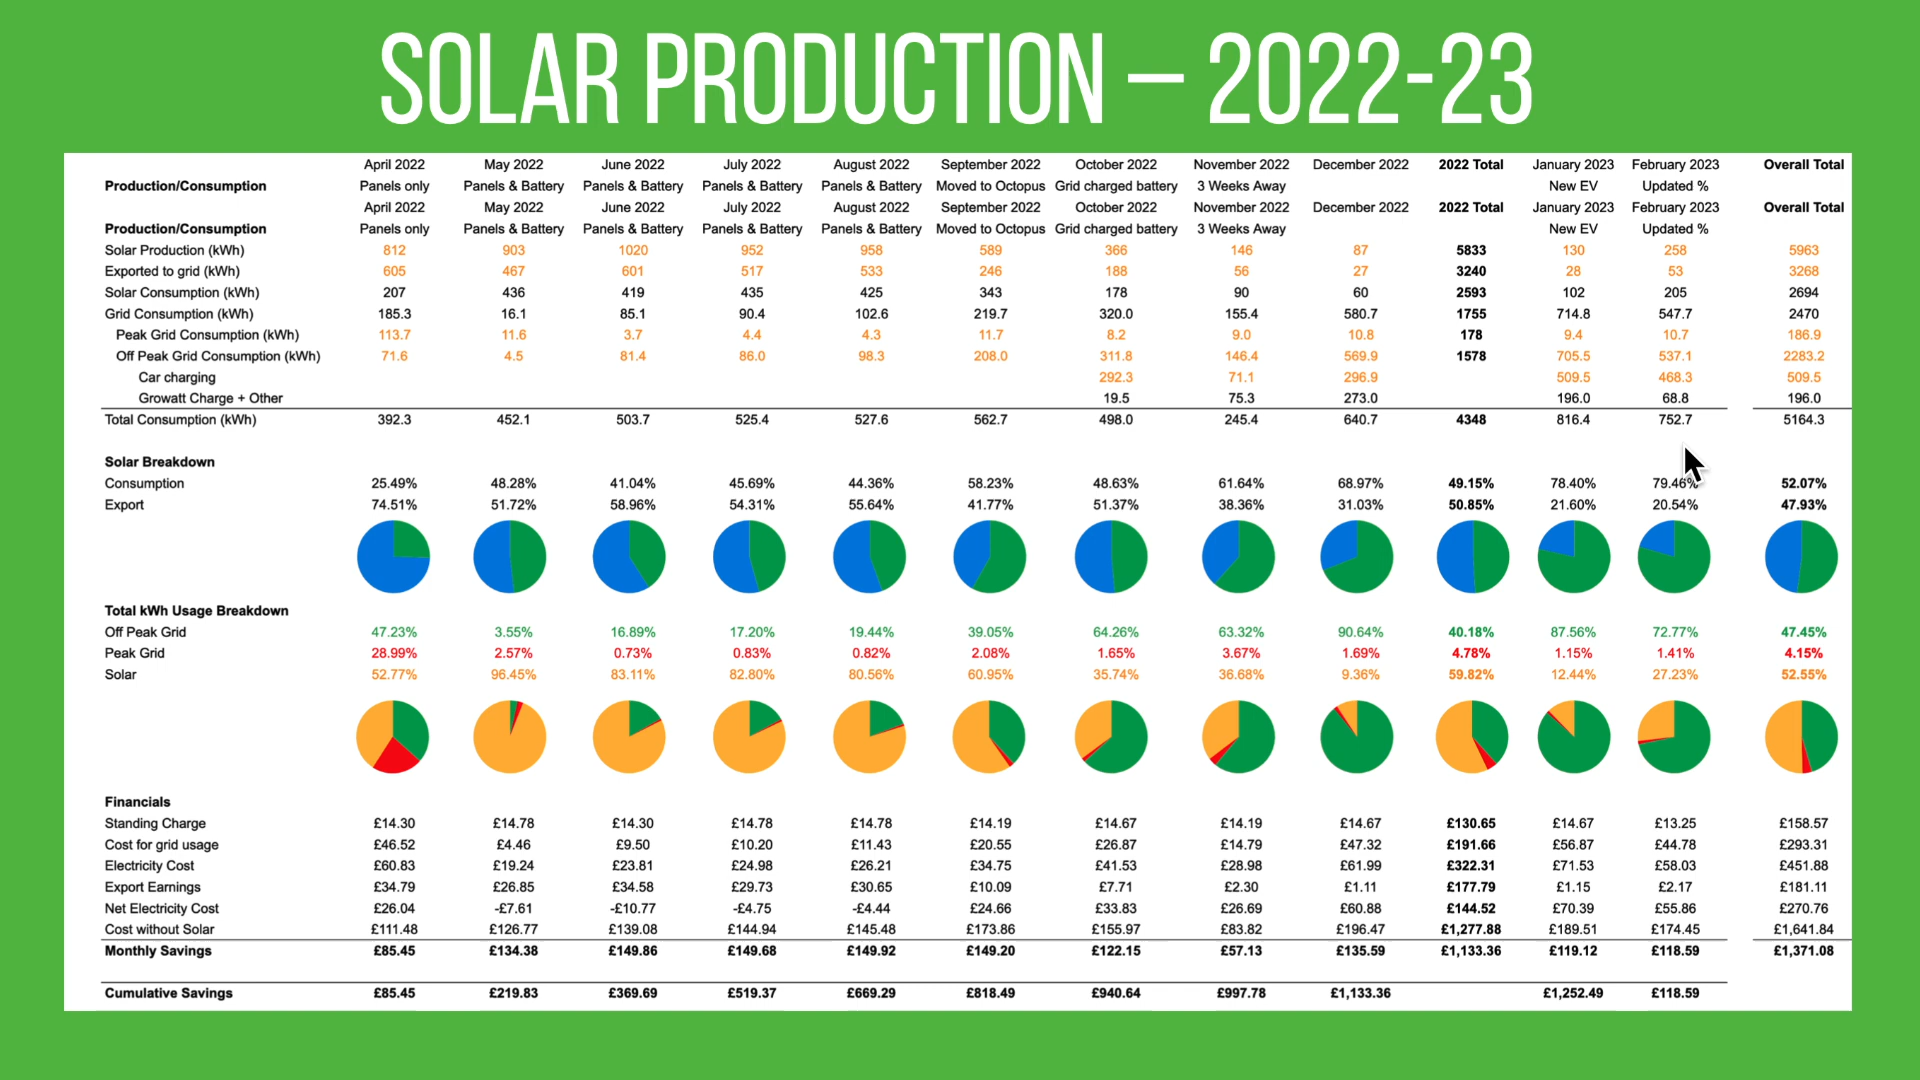 SOLAR PRODUCTION – 2022-23
April 2022 May 2022 June 2022 July 2022 August 2022 September 2022 October 2022 November 2022 December 2022 2022 Total January 2023 February 2023 Overall Total
Production/Consumption Panels only Panels & Battery Panels & Battery Panels & Battery Panels & Battery Moved to Octopus Grid charged battery 3 Weeks Away New EV Updated %
April 2022 May 2022 June 2022 July 2022 August 2022 September 2022 October 2022 November 2022 December 2022 2022 Total January 2023 February 2023 Overall Total
Production/Consumption Panels only Panels & Battery Panels & Battery Panels & Battery Panels & Battery Moved to Octopus Grid charged battery 3 Weeks Away New EV Updated %
Solar Production (kWh) 812 903 1020 952 958 589 366 146 87 5833 130 258 5963
Exported to grid (kWh) 605 467 601 517 533 246 188 56 27 3240 28 53 3268
Solar Consumption (kWh) 207 436 419 435 425 343 178 90 60 2593 102 205 2694
Grid Consumption (kWh) 185.3 16.1 85.1 90.4 102.6 219.7 320.0 155.4 580.7 1755 714.8 547.7 2470
Peak Grid Consumption (kWh) 113.7 11.6 3.7 4.4 4.3 11.7 8.2 9.0 10.8 178 9.4 10.7 186.9
Off Peak Grid Consumption (kWh) 71.6 4.5 81.4 86.0 98.3 208.0 311.8 146.4 569.9 1578 705.5 537.1 2283.2
Car charging 292.3 71.1 296.9 509.5 468.3 509.5
Growatt Charge + Other 19.5 75.3 273.0 196.0 68.8 196.0
Total Consumption (kWh) 392.3 452.1 503.7 525.4 527.6 562.7 498.0 245.4 640.7 4348 816.4 752.7 5164.3
Solar Breakdown
Consumption 25.49% 48.28% 41.04% 45.69% 44.36% 58.23% 48.63% 61.64% 68.97% 49.15% 78.40% 79.46% 52.07%
Export 74.51% 51.72% 58.96% 54.31% 55.64% 41.77% 51.37% 38.36% 31.03% 50.85% 21.60% 20.54% 47.93%
Total kWh Usage Breakdown
Off Peak Grid 47.23% 3.55% 16.89% 17.20% 19.44% 39.05% 64.26% 63.32% 90.64% 40.18% 87.56% 72.77% 47.45%
Peak Grid 28.99% 2.57% 0.73% 0.83% 0.82% 2.08% 1.65% 3.67% 1.69% 4.78% 1.15% 1.41% 4.15%
Solar 52.77% 96.45% 83.11% 82.80% 80.56% 60.95% 35.74% 36.68% 9.36% 59.82% 12.44% 27.23% 52.55%
Financials
Standing Charge £14.30 £14.78 £14.30 £14.78 £14.78 £14.19 £14.67 £14.19 £14.67 £130.65 £14.67 £13.25 £158.57
Cost for grid usage £46.52 £4.46 £9.50 £10.20 £11.43 £20.55 £26.87 £14.79 £47.32 £191.66 £56.87 £44.78 £293.31
Electricity Cost £60.83 £19.24 £23.81 £24.98 £26.21 £34.75 £41.53 £28.98 £61.99 £322.31 £71.53 £58.03 £451.88
Export Earnings £34.79 £26.85 £34.58 £29.73 £30.65 £10.09 £7.71 £2.30 £1.11 £177.79 £1.15 £2.17 £181.11
Net Electricity Cost £26.04 -£7.61 -£10.77 -£4.75 -£4.44 £24.66 £33.83 £26.69 £60.88 £144.52 £70.39 £55.86 £270.76
Cost without Solar £111.48 £126.77 £139.08 £144.94 £145.48 £173.86 £155.97 £83.82 £196.47 £1,277.88 £189.51 £174.45 £1,641.84
Monthly Savings £85.45 £134.38 £149.86 £149.68 £149.92 £149.20 £122.15 £57.13 £135.59 £1,133.36 £119.12 £118.59 £1,371.08
Cumulative Savings £85.45 £219.83 £369.69 £519.37 £669.29 £818.49 £940.64 £997.78 £1,133.36 £1,252.49 £118.59